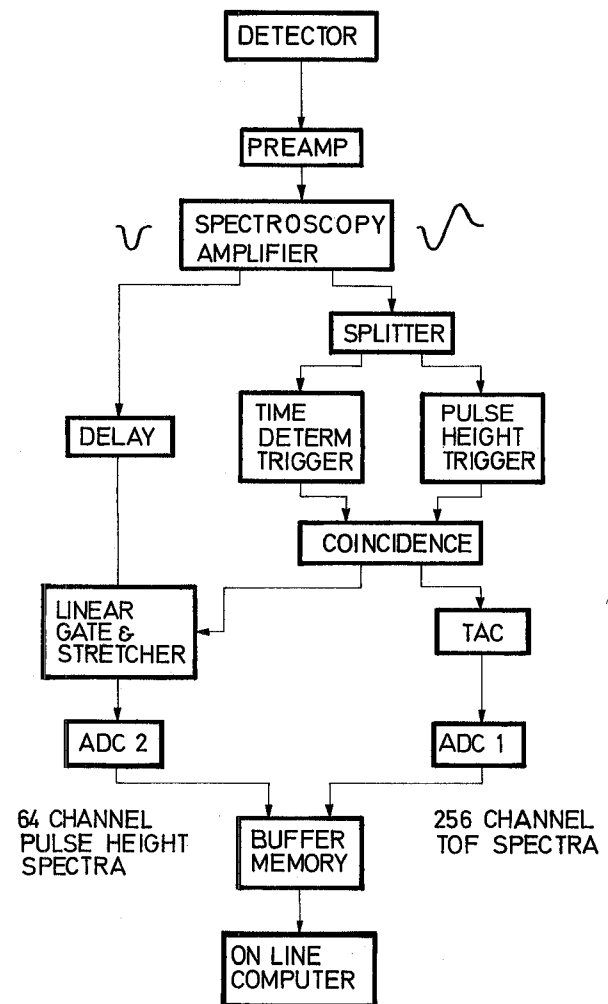 DETECTOR
PREAMP
SPECTROSCOPY
AMPLIFIER
SPLITTER
TIME
DETERM
TRIGGER
PULSE
HEIGHT
TRIGGER
DELAY
COINCIDENCE
LINEAR
GATE &
STRETCHER
TAC
ADC 2
ADC 1
64 CHANNEL
PULSE HEIGHT
SPECTRA
BUFFER
MEMORY
256 CHANNEL
TOF SPECTRA
ON LINE
COMPUTER